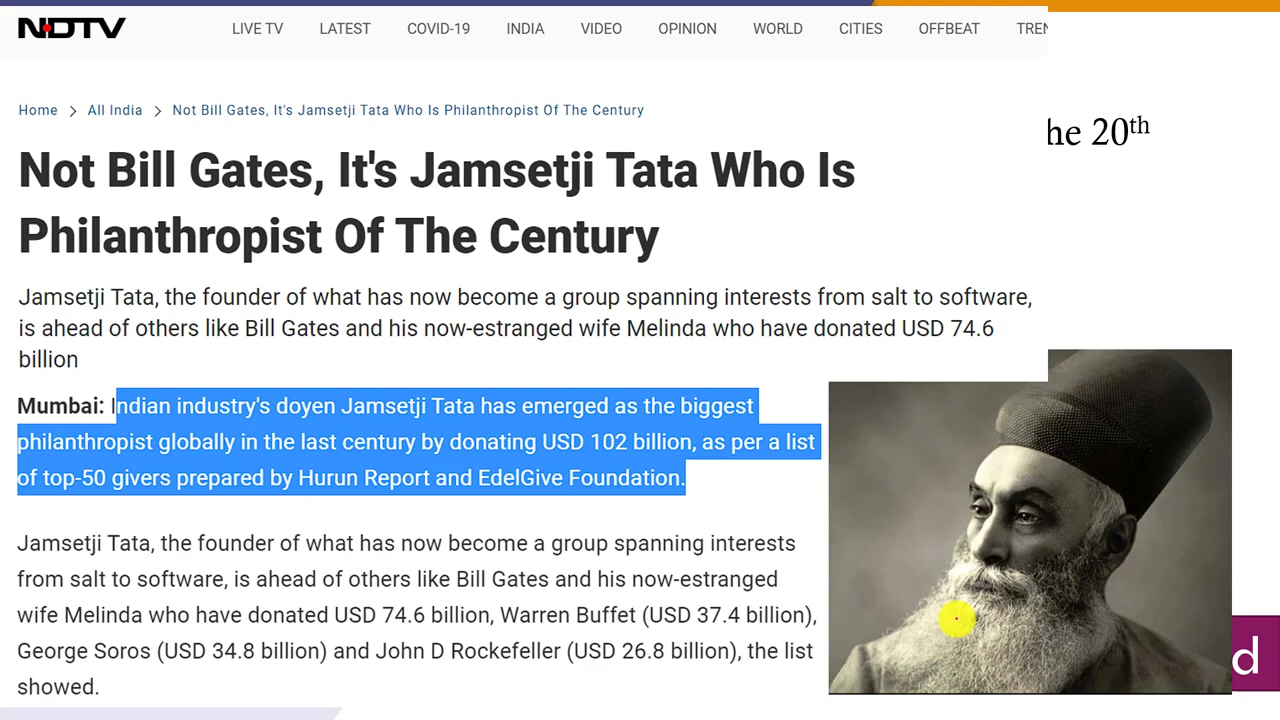 NDTV LIVE TV LATEST COVID-19 INDIA VIDEO OPINION WORLD CITIES OFFBEAT TREN
Home > All India > Not Bill Gates, It's Jamsetji Tata Who Is Philanthropist Of The Century
he 20th
Not Bill Gates, It's Jamsetji Tata Who Is
Philanthropist Of The Century
Jamsetji Tata, the founder of what has now become a group spanning interests from salt to software,
is ahead of others like Bill Gates and his now-estranged wife Melinda who have donated USD 74.6
billion
Mumbai: Indian industry's doyen Jamsetji Tata has emerged as the biggest
philanthropist globally in the last century by donating USD 102 billion, as per a list
of top-50 givers prepared by Hurun Report and EdelGive Foundation.
Jamsetji Tata, the founder of what has now become a group spanning interests
from salt to software, is ahead of others like Bill Gates and his now-estranged
wife Melinda who have donated USD 74.6 billion, Warren Buffet (USD 37.4 billion),
George Soros (USD 34.8 billion) and John D Rockefeller (USD 26.8 billion), the list
showed.
d